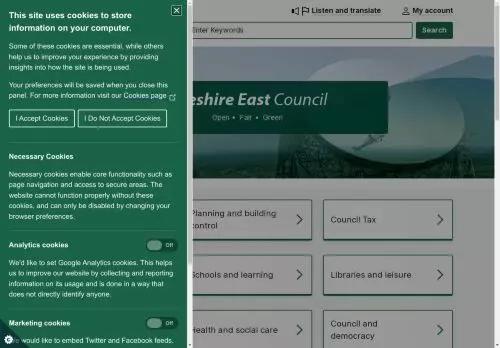 This site uses cookies to store
information on your computer.
Some of these cookies are essential, while others
help us to improve your experience by providing
insights into how the site is being used.
Your preferences will be saved when you close this
panel. For more information visit our Cookies page
I Accept Cookies
I Do Not Accept Cookies
Necessary Cookies
Necessary cookies enable core functionality such as
page navigation and access to secure areas. The
website cannot function properly without these
cookies, and can only be disabled by changing your
browser preferences.
Analytics cookies
Off
We'd like to set Google Analytics cookies. This helps
us to improve our website by collecting and reporting
information on its usage and is done in a way that
does not directly identify anyone.
Marketing cookies
Off
would like to embed Twitter and Facebook feeds.
Listen and translate
My account
Enter Keywords
Search
eshire East Council
Open • Fair • Green
Planning and building
control
Council Tax
Schools and learning
Libraries and leisure
Health and social care
Council and
democracy